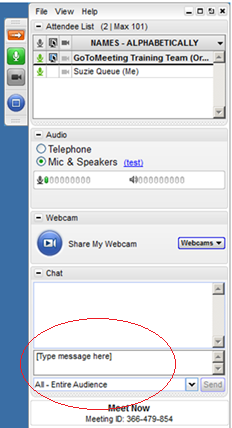 File View Help
Attendee List (2 | Max 101)
NAMES - ALPHABETICALLY
GoToMeeting Training Team (Or...
Suzie Queue (Me)
Audio
Telephone
Mic & Speakers (test)
Webcam
Share My Webcam
Webcams
Chat
[Type message here]
All - Entire Audience
Send
Meet Now
Meeting ID: 366-479-854